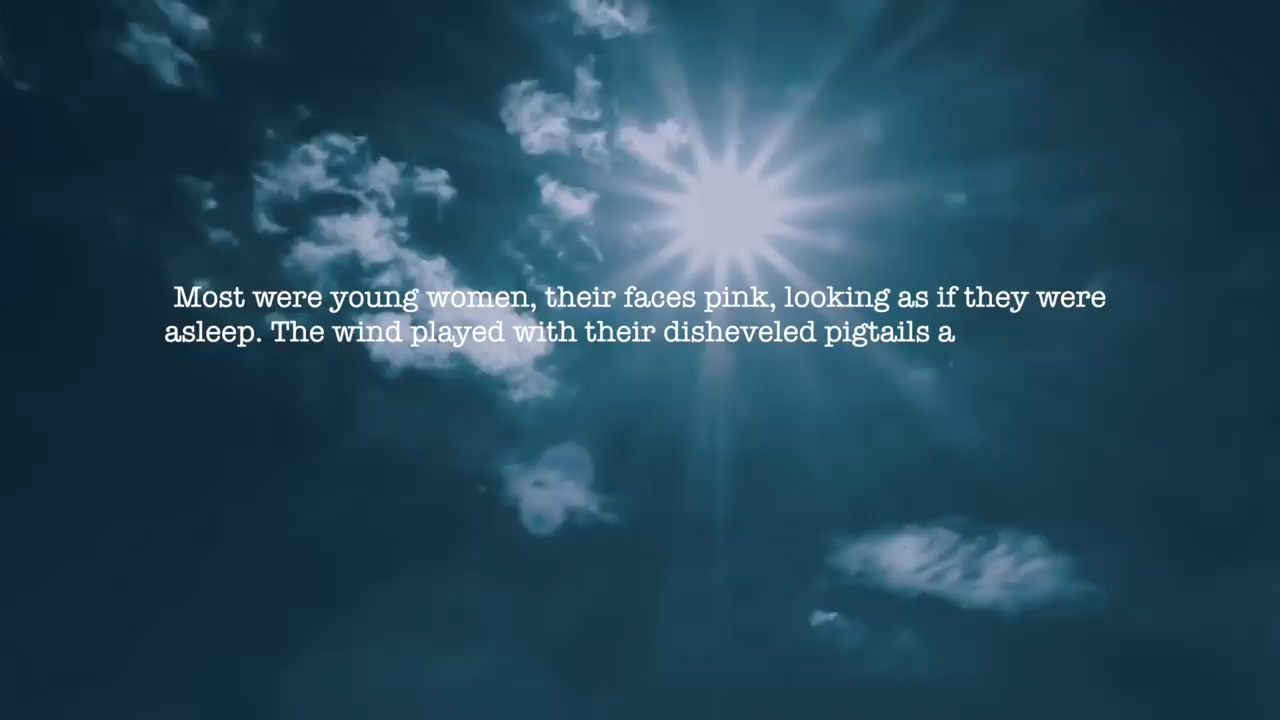 Most were young women, their faces pink, looking as if they were
asleep. The wind played with their disheveled pigtails a